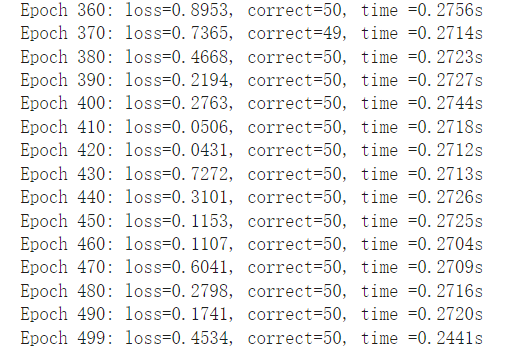 Epoch 360: loss=0.8953, correct=50, time =0.2756s
Epoch 370: loss=0.7365, correct=49, time =0.2714s
Epoch 380: loss=0.4668, correct=50, time =0.2723s
Epoch 390: loss=0.2194, correct=50, time =0.2727s
Epoch 400: loss=0.2763, correct=50, time =0.2744s
Epoch 410: loss=0.0506, correct=50, time =0.2718s
Epoch 420: loss=0.0431, correct=50, time =0.2712s
Epoch 430: loss=0.7272, correct=50, time =0.2713s
Epoch 440: loss=0.3101, correct=50, time =0.2726s
Epoch 450: loss=0.1153, correct=50, time =0.2725s
Epoch 460: loss=0.1107, correct=50, time =0.2704s
Epoch 470: loss=0.6041, correct=50, time =0.2709s
Epoch 480: loss=0.2798, correct=50, time =0.2716s
Epoch 490: loss=0.1741, correct=50, time =0.2720s
Epoch 499: loss=0.4534, correct=50, time =0.2441s